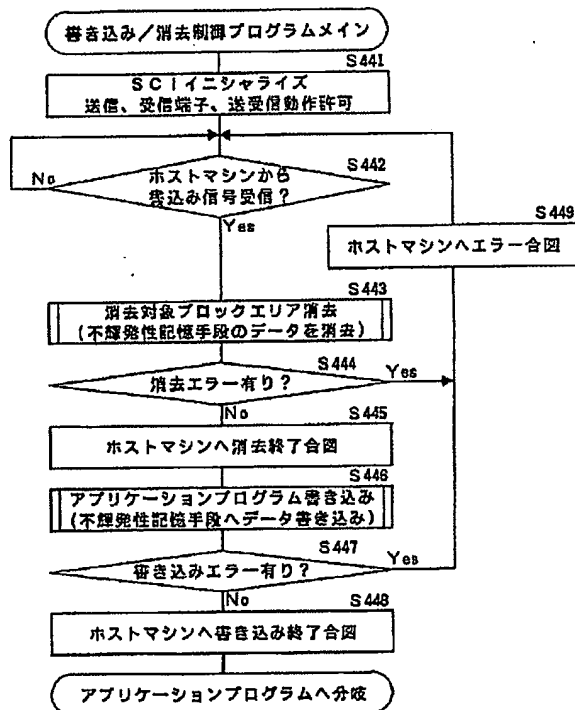 書き込み／消去制御プログラムメイン
S441
SCIイニシャライズ
送信、受信端子、送受信動作許可
S442
No
ホストマシンから
書込み信号受信？
Yes
S449
ホストマシンへエラー合図
S443
消去対象ブロックエリア消去
(不輝発性記憶手段のデータを消去)
S444
消去エラー有り？
Yes
No
S445
ホストマシンへ消去終了合図
S446
アプリケーションプログラム書き込み
(不輝発性記憶手段へデータ書き込み)
S447
書き込みエラー有り？
Yes
No
S448
ホストマシンへ書き込み終了合図
アプリケーションプログラムへ分岐